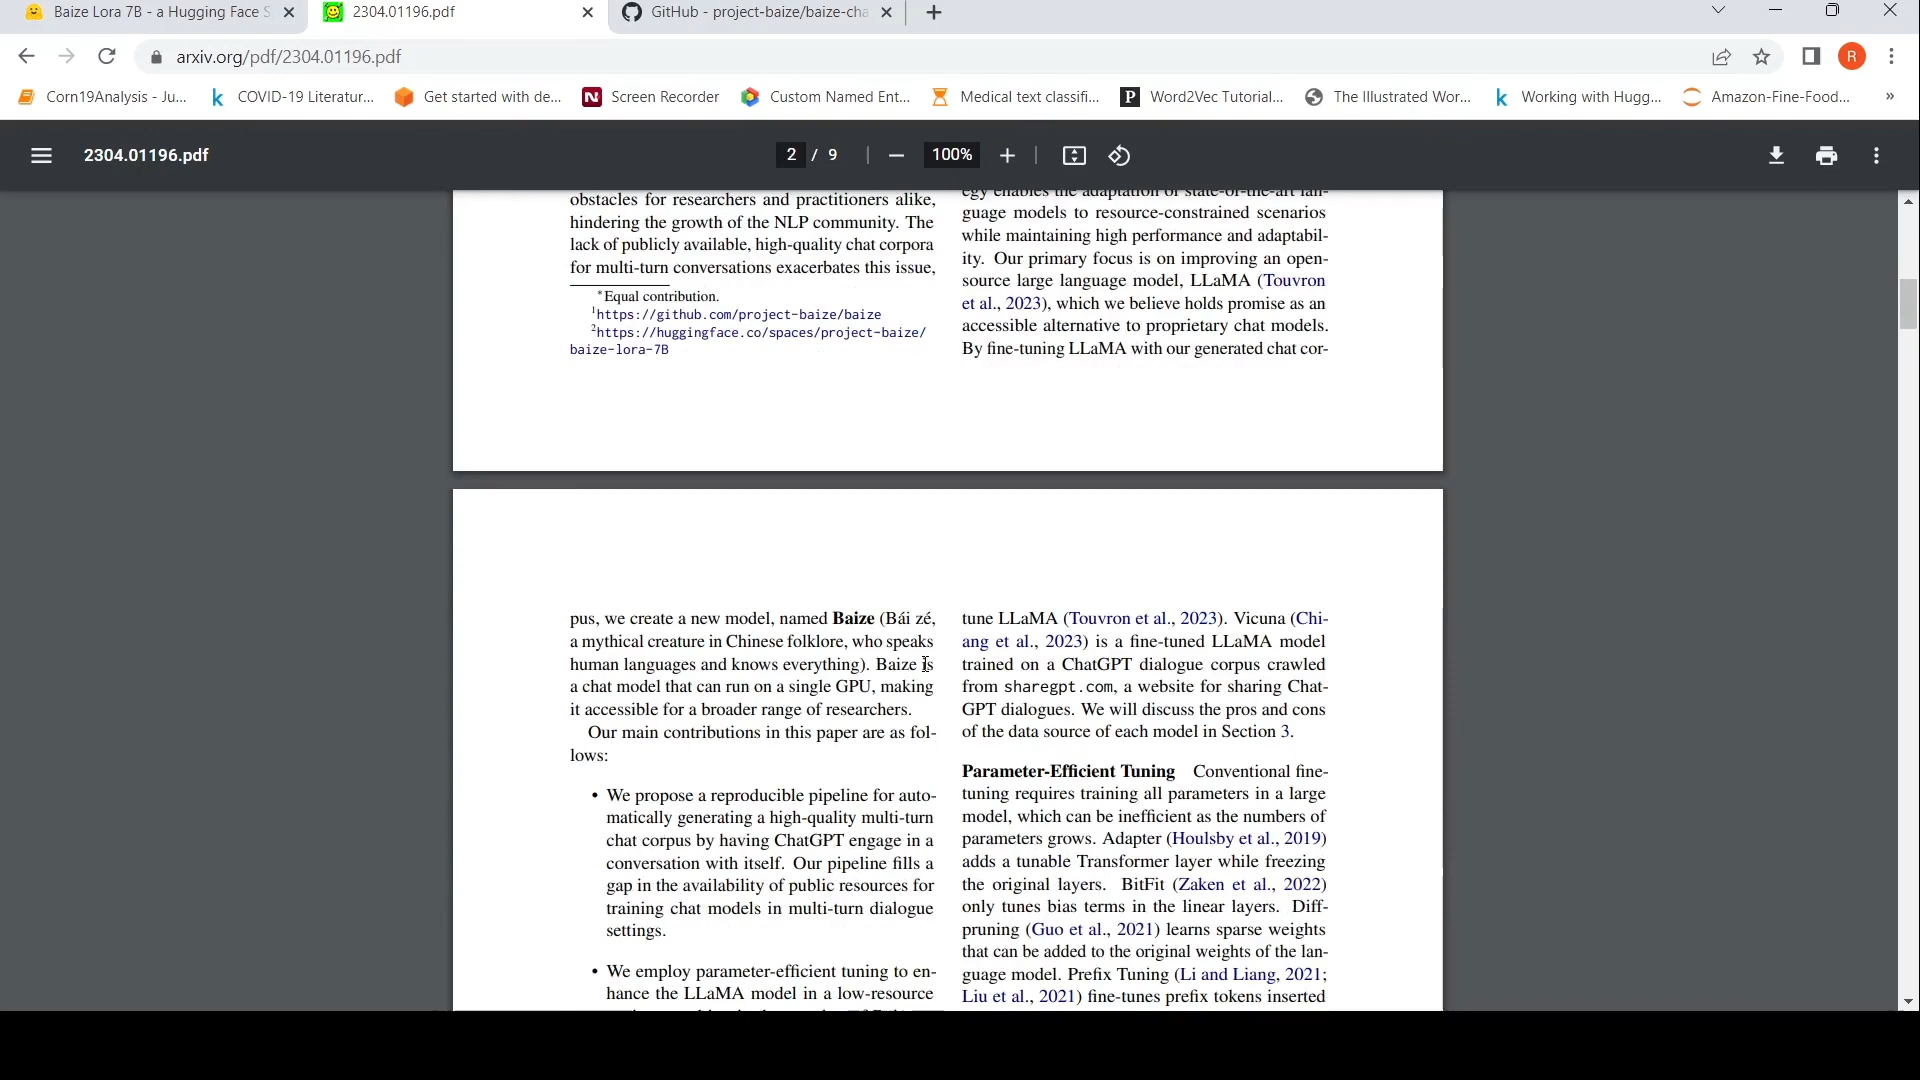 Baize Lora 7B - a Hugging Face S
2304.01196.pdf
GitHub - project-baize/baize-cha
arxiv.org/pdf/2304.01196.pdf
R
Corn19Analysis - Ju...
COVID-19 Literatur...
Get started with de...
Screen Recorder
Custom Named Ent...
Medical text classifi...
Word2Vec Tutorial...
The Illustrated Wor...
Working with Hugg...
Amazon-Fine-Food...
»
2304.01196.pdf
2 / 9
100%
obstacles for researchers and practitioners alike,
hindering the growth of the NLP community. The
lack of publicly available, high-quality chat corpora
for multi-turn conversations exacerbates this issue,
*Equal contribution.
1https://github.com/project-baize/baize
2https://huggingface.co/spaces/project-baize/
baize-lora-7B
egy enables the adaptation of state-of-the-art lan-
guage models to resource-constrained scenarios
while maintaining high performance and adaptabil-
ity. Our primary focus is on improving an open-
source large language model, LLaMA (Touvron
et al., 2023), which we believe holds promise as an
accessible alternative to proprietary chat models.
By fine-tuning LLaMA with our generated chat cor-
pus, we create a new model, named Baize (Bái zé,
a mythical creature in Chinese folklore, who speaks
human languages and knows everything). Baize is
a chat model that can run on a single GPU, making
it accessible for a broader range of researchers.
Our main contributions in this paper are as fol-
lows:
• We propose a reproducible pipeline for auto-
matically generating a high-quality multi-turn
chat corpus by having ChatGPT engage in a
conversation with itself. Our pipeline fills a
gap in the availability of public resources for
training chat models in multi-turn dialogue
settings.
• We employ parameter-efficient tuning to en-
hance the LLaMA model in a low-resource
tune LLaMA (Touvron et al., 2023). Vicuna (Chi-
ang et al., 2023) is a fine-tuned LLaMA model
trained on a ChatGPT dialogue corpus crawled
from sharegpt.com, a website for sharing Chat-
GPT dialogues. We will discuss the pros and cons
of the data source of each model in Section 3.
Parameter-Efficient Tuning Conventional fine-
tuning requires training all parameters in a large
model, which can be inefficient as the numbers of
parameters grows. Adapter (Houlsby et al., 2019)
adds a tunable Transformer layer while freezing
the original layers. BitFit (Zaken et al., 2022)
only tunes bias terms in the linear layers. Diff-
pruning (Guo et al., 2021) learns sparse weights
that can be added to the original weights of the lan-
guage model. Prefix Tuning (Li and Liang, 2021;
Liu et al., 2021) fine-tunes prefix tokens inserted